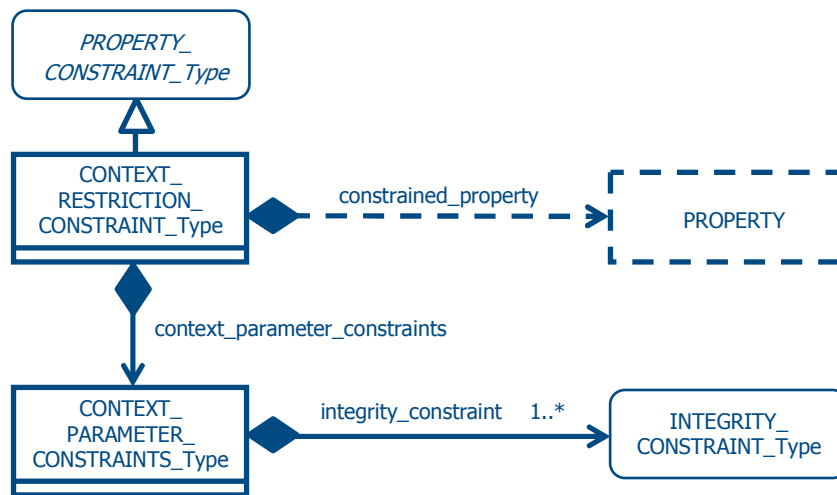 PROPERTY_
CONSTRAINT_Type
CONTEXT_
RESTRICTION_
CONSTRAINT_Type
constrained_property
PROPERTY
context_parameter_constraints
CONTEXT_
PARAMETER_
CONSTRAINTS_Type
integrity_constraint 1..*
INTEGRITY_
CONSTRAINT_Type